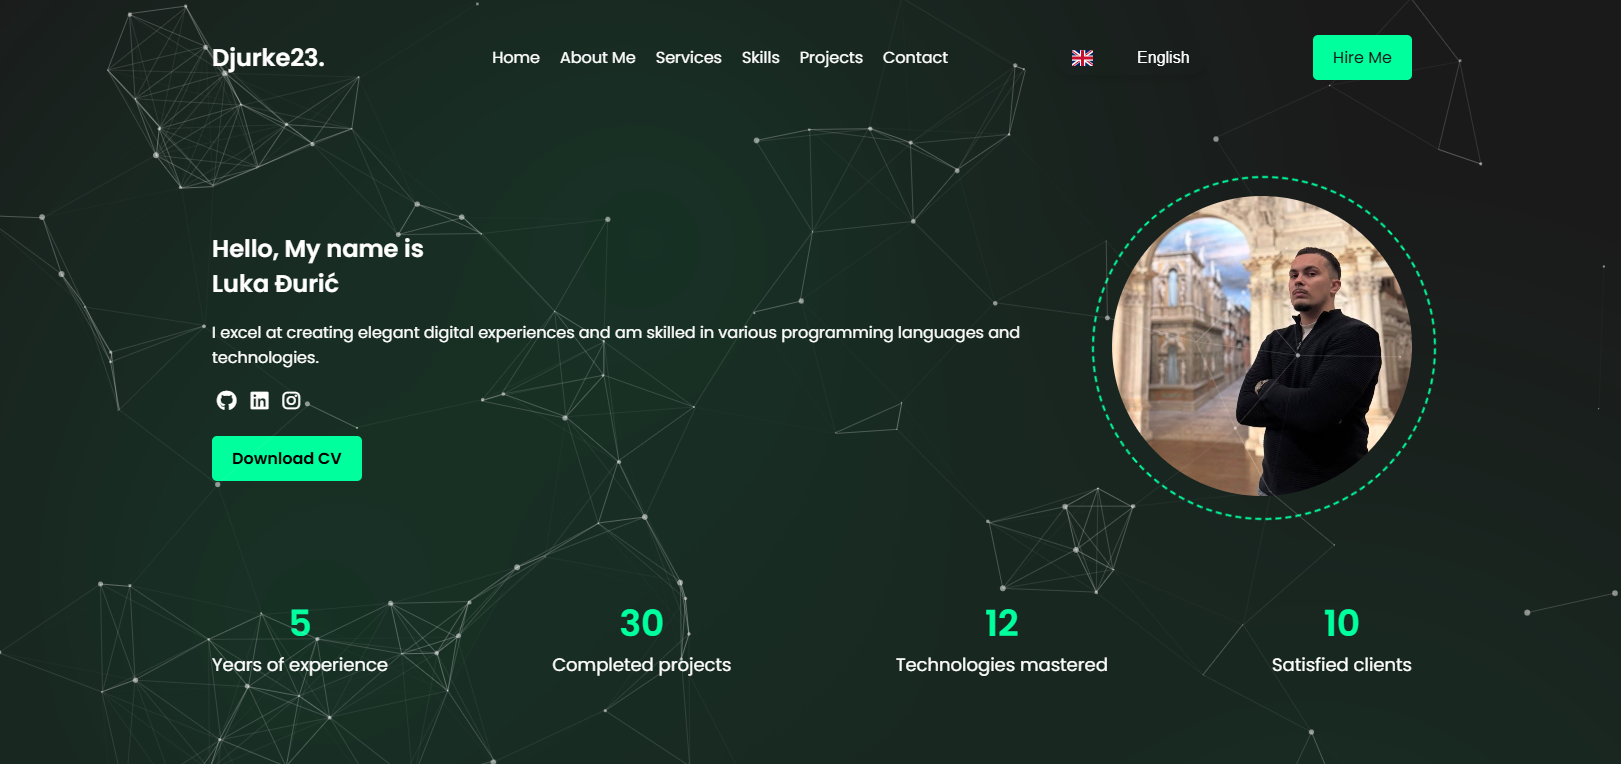 Djurke23.
Home About Me Services Skills Projects Contact
English
Hire Me
Hello, My name is
Luka Đurić
I excel at creating elegant digital experiences and am skilled in various programming languages and
technologies.
Download CV
5
Years of experience
30
Completed projects
12
Technologies mastered
10
Satisfied clients